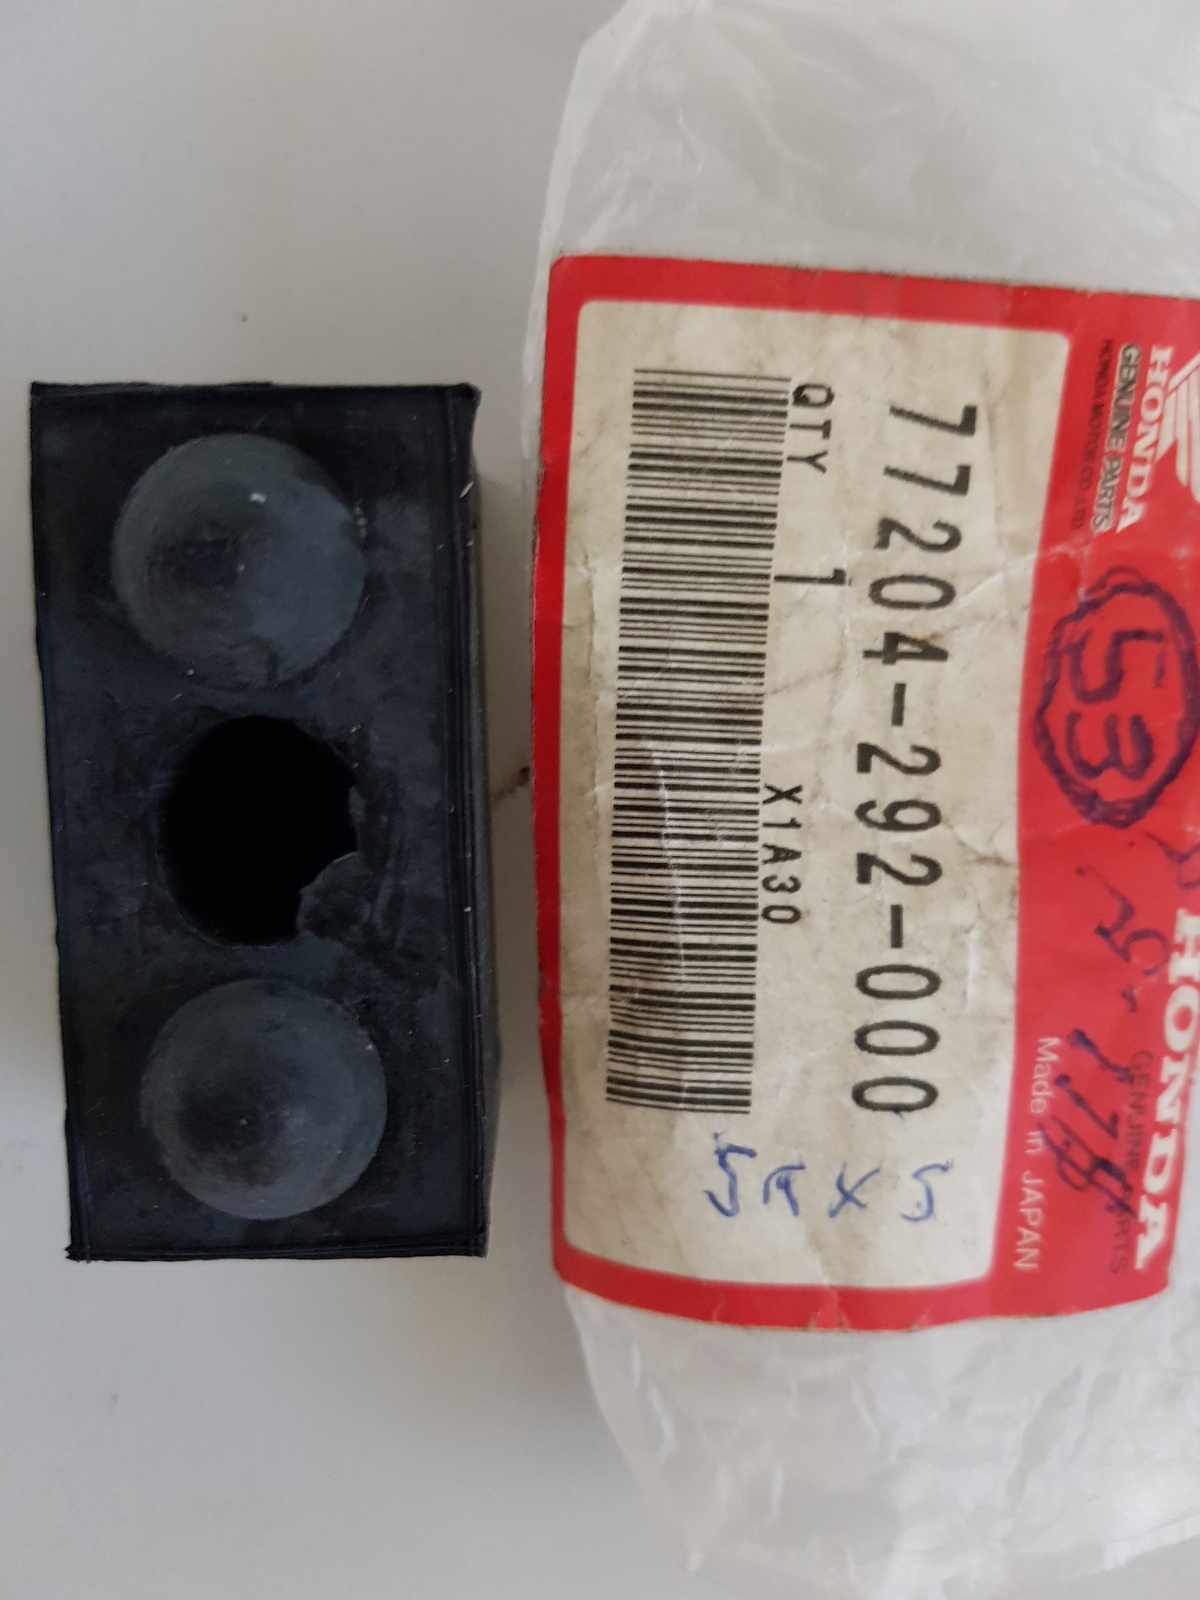 HONDA
GENUINE PARTS
HONDA MOTOR CO.,LTD.
53
HONDA
GENUINE PARTS
Made in JAPAN
77204-292-000
QTY 1
X1A30